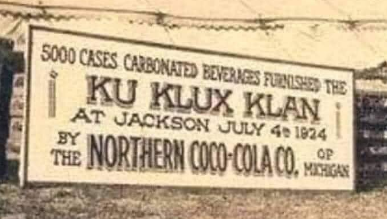 5000 CASES CARBONATED BEVERAGES FURNISHED THE
KU KLUX KLAN
AT JACKSON JULY 4th 1924
BY THE NORTHERN COCO-COLA CO. OF MICHIGAN